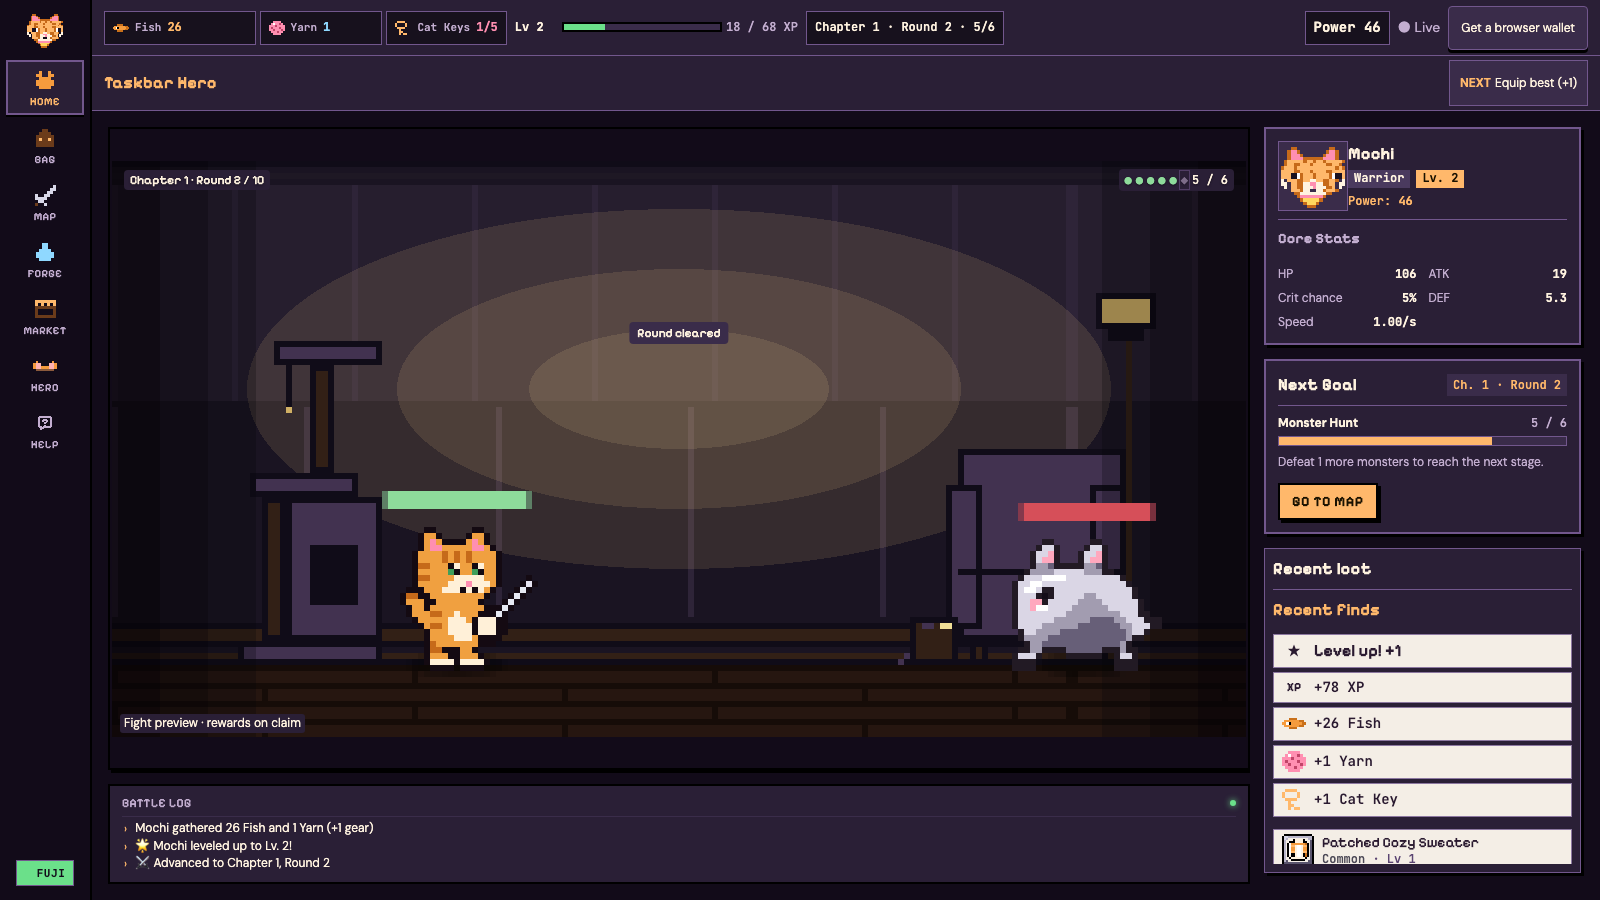 Fish 26
Yarn 1
Cat Keys 1/5
Lv 2
18 / 68 XP
Chapter 1 · Round 2 · 5/6
Power 46
Live
Get a browser wallet
Taskbar Hero
NEXT Equip best (+1)
HOME
BAG
MAP
FORGE
MARKET
HERO
HELP
FUJI
Chapter 1 · Round 2 / 10
5 / 6
Round cleared
Fight preview · rewards on claim
BATTLE LOG
› Mochi gathered 26 Fish and 1 Yarn (+1 gear)
› 🌟 Mochi leveled up to Lv. 2!
› ⚔️ Advanced to Chapter 1, Round 2
Mochi
Warrior
Lv. 2
Power: 46
Core Stats
HP 106 ATK 19
Crit chance 5% DEF 5.3
Speed 1.00/s
Next Goal
Ch. 1 · Round 2
Monster Hunt 5 / 6
Defeat 1 more monsters to reach the next stage.
GO TO MAP
Recent loot
Recent finds
★ Level up! +1
XP +78 XP
+26 Fish
+1 Yarn
+1 Cat Key
Patched Cozy Sweater
Common · Lv 1